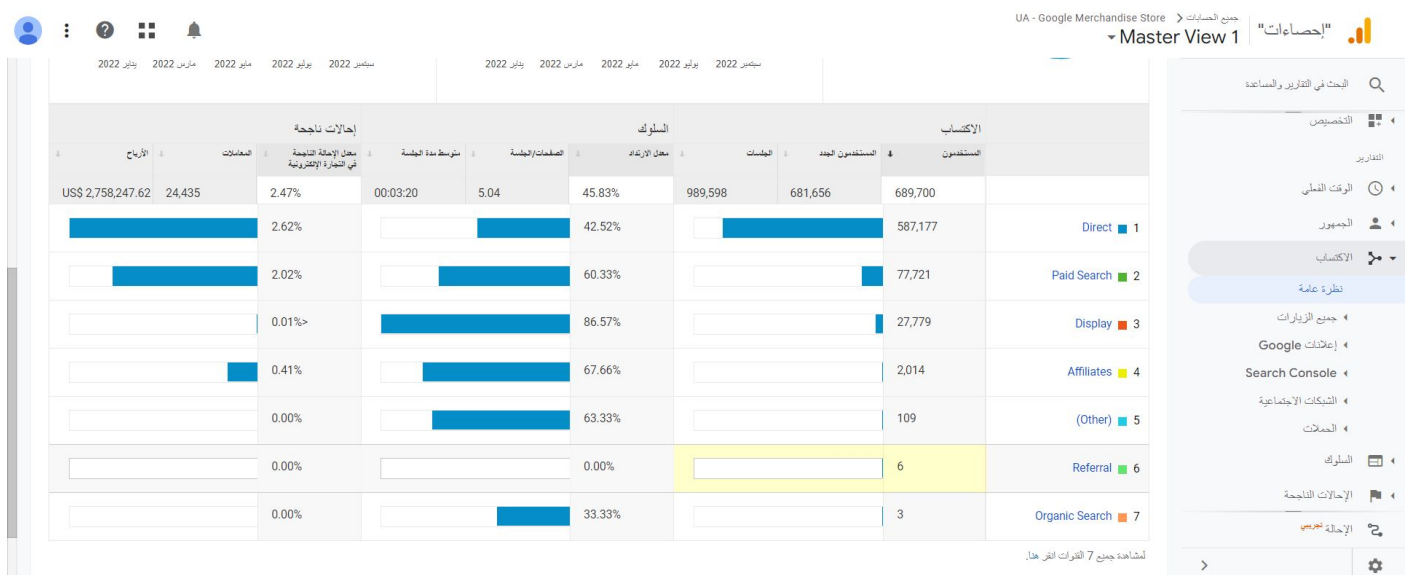 "إحصاءات"
جميع الحسابات > UA - Google Merchandise Store
Master View 1
البحث في التقارير والمساعدة
التخصيص
التقارير
الوقت الفعلي
الجمهور
الاكتساب
نظرة عامة
جميع الزيارات
إعلانات Google
Search Console
الشبكات الاجتماعية
الحملات
السلوك
الإحالات الناجحة
الإحالة تجريبي
سبتمبر 2022 يوليو 2022 مايو 2022 مارس 2022 يناير 2022
سبتمبر 2022 يوليو 2022 مايو 2022 مارس 2022 يناير 2022
الاكتساب السلوك إحالات ناجحة
المستخدمون المستخدمون الجدد الجلسات معدل الارتداد الصفحات/الجلسة متوسط مدة الجلسة معدل الإحالة الناجحة في التجارة الإلكترونية المعاملات الأرباح
689,700 681,656 989,598 45.83% 5.04 00:03:20 2.47% 24,435 US$ 2,758,247.62
1 Direct 587,177 42.52% 2.62%
2 Paid Search 77,721 60.33% 2.02%
3 Display 27,779 86.57% 0.01%>
4 Affiliates 2,014 67.66% 0.41%
5 (Other) 109 63.33% 0.00%
6 Referral 6 0.00% 0.00%
7 Organic Search 3 33.33% 0.00%
لمشاهدة جميع 7 القنوات انقر هنا.